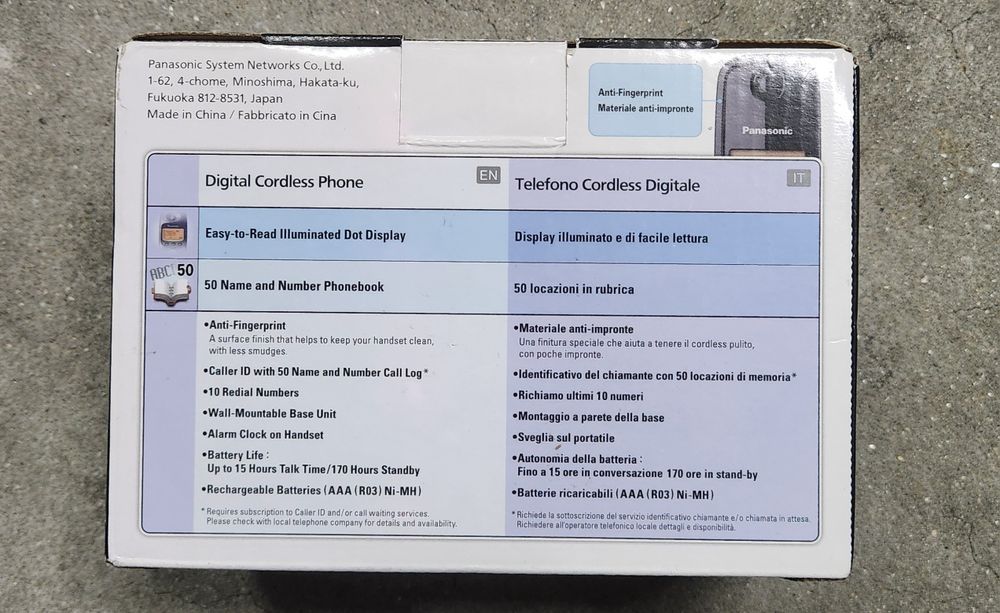 Panasonic System Networks Co., Ltd.
1-62, 4-chome, Minoshima, Hakata-ku,
Fukuoka 812-8531, Japan
Made in China / Fabbricato in Cina
Anti-Fingerprint
Materiale anti-impronte
Panasonic
Digital Cordless Phone
EN
Easy-to-Read Illuminated Dot Display
ABC 50
50 Name and Number Phonebook
•Anti-Fingerprint
A surface finish that helps to keep your handset clean,
with less smudges.
•Caller ID with 50 Name and Number Call Log*
•10 Redial Numbers
•Wall-Mountable Base Unit
•Alarm Clock on Handset
•Battery Life :
Up to 15 Hours Talk Time/170 Hours Standby
•Rechargeable Batteries (AAA (R03) Ni-MH)
* Requires subscription to Caller ID and/or call waiting services.
Please check with local telephone company for details and availability.
Telefono Cordless Digitale
IT
Display illuminato e di facile lettura
50 locazioni in rubrica
•Materiale anti-impronte
Una finitura speciale che aiuta a tenere il cordless pulito,
con poche impronte.
•Identificativo del chiamante con 50 locazioni di memoria*
•Richiamo ultimi 10 numeri
•Montaggio a parete della base
•Sveglia sul portatile
•Autonomia della batteria :
Fino a 15 ore in conversazione 170 ore in stand-by
•Batterie ricaricabili (AAA (R03) Ni-MH)
* Richiede la sottoscrizione del servizio identificativo chiamante e/o chiamata in attesa.
Richiedere all'operatore telefonico locale dettagli e disponibilità.